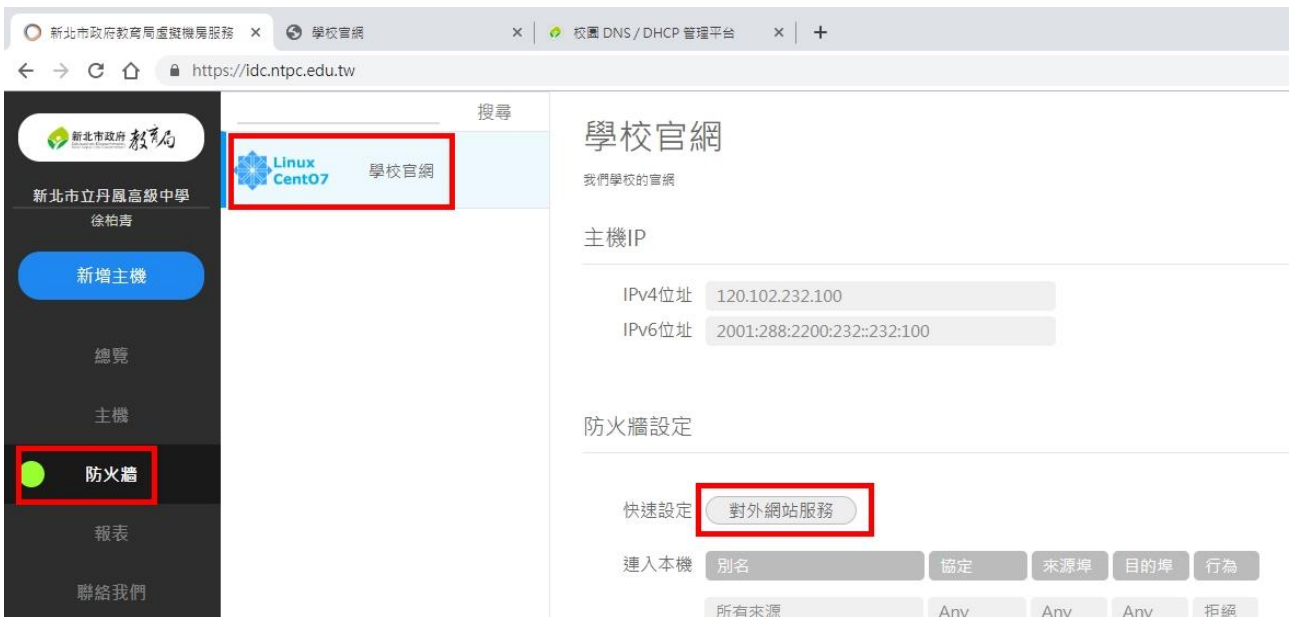 新北市政府教育局虛擬機房服務
學校官網
校園 DNS / DHCP 管理平台
https://idc.ntpc.edu.tw
新北市政府 教育局
新北市立丹鳳高級中學
徐柏青
新增主機
總覽
主機
防火牆
報表
聯絡我們
搜尋
Linux
CentO7
學校官網
學校官網
我們學校的官網
主機IP
IPv4位址 120.102.232.100
IPv6位址 2001:288:2200:232::232:100
防火牆設定
快速設定 對外網站服務
連入本機 別名 協定 來源埠 目的埠 行為
所有來源 Any Any Any 拒絕